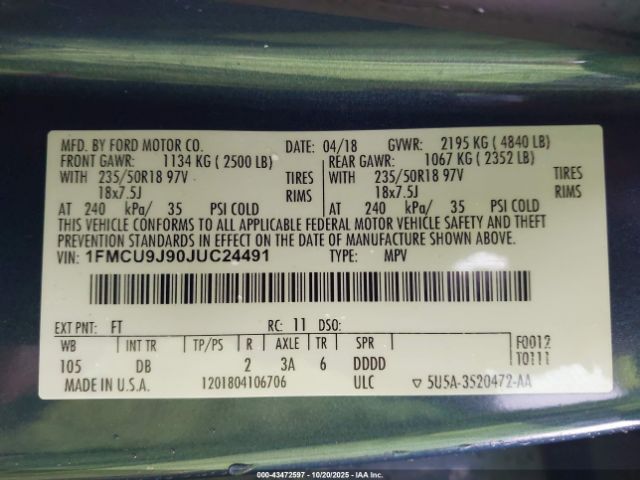 MFD. BY FORD MOTOR CO. DATE: 04/18 GVWR: 2195 KG ( 4840 LB)
FRONT GAWR: 1134 KG ( 2500 LB) REAR GAWR: 1067 KG ( 2352 LB)
WITH 235/50R18 97V TIRES WITH 235/50R18 97V TIRES
18x7.5J RIMS 18x7.5J RIMS
AT 240 kPa/ 35 PSI COLD AT 240 kPa/ 35 PSI COLD
THIS VEHICLE CONFORMS TO ALL APPLICABLE FEDERAL MOTOR VEHICLE SAFETY AND THEFT
PREVENTION STANDARDS IN EFFECT ON THE DATE OF MANUFACTURE SHOWN ABOVE.
VIN: 1FMCU9J90JUC24491 TYPE: MPV
EXT PNT: FT RC: 11 DSO:
WB INT TR TP/PS R AXLE TR SPR F0012
105 DB 2 3A 6 DDDD T0111
MADE IN U.S.A. 1201804106706 ULC ▽ 5U5A-3520472-AA
000-43472597 - 10/20/2025 - IAAI.COM